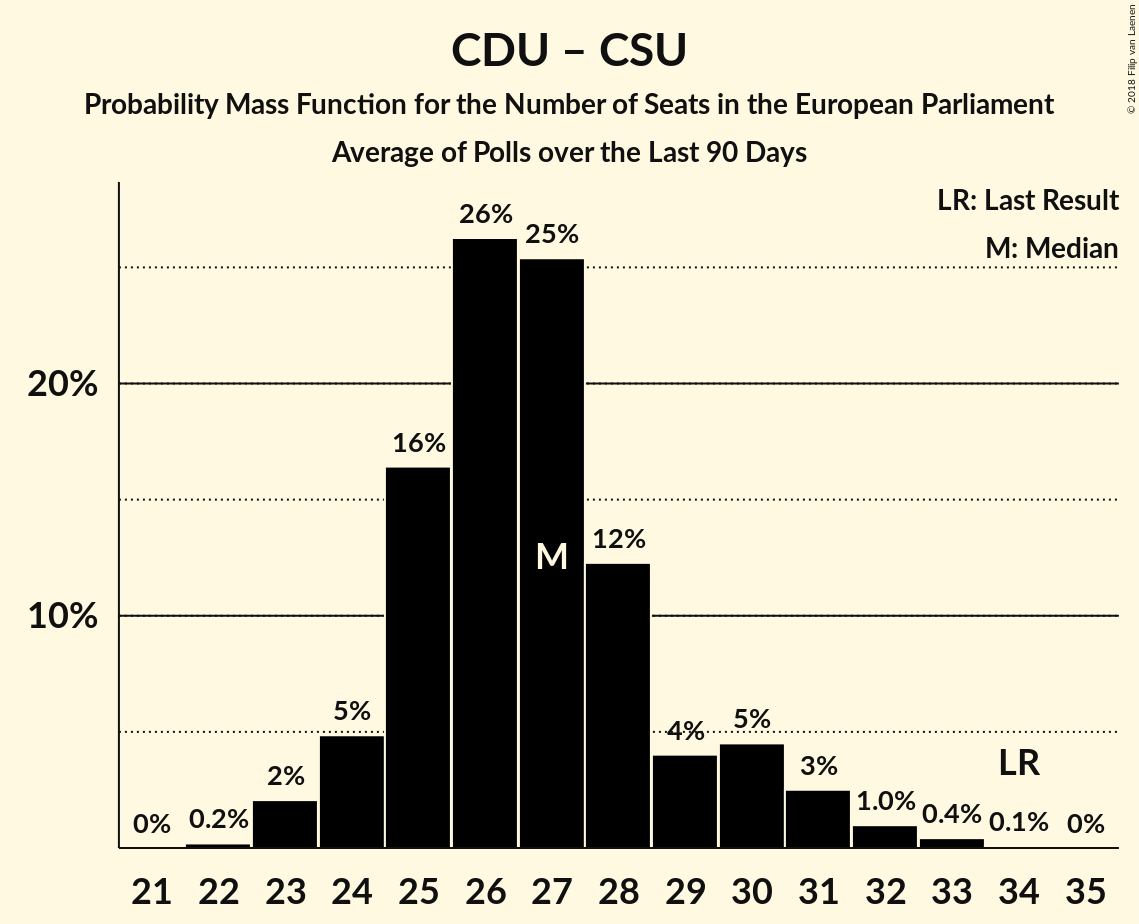 CDU – CSU
Probability Mass Function for the Number of Seats in the European Parliament
Average of Polls over the Last 90 Days
© 2018 Filip van Laenen
LR: Last Result
M: Median
20%
10%
0%
0.2%
2%
5%
16%
26%
25%
12%
4%
5%
3%
1.0%
0.4%
0.1%
0%
M
LR
21 22 23 24 25 26 27 28 29 30 31 32 33 34 35